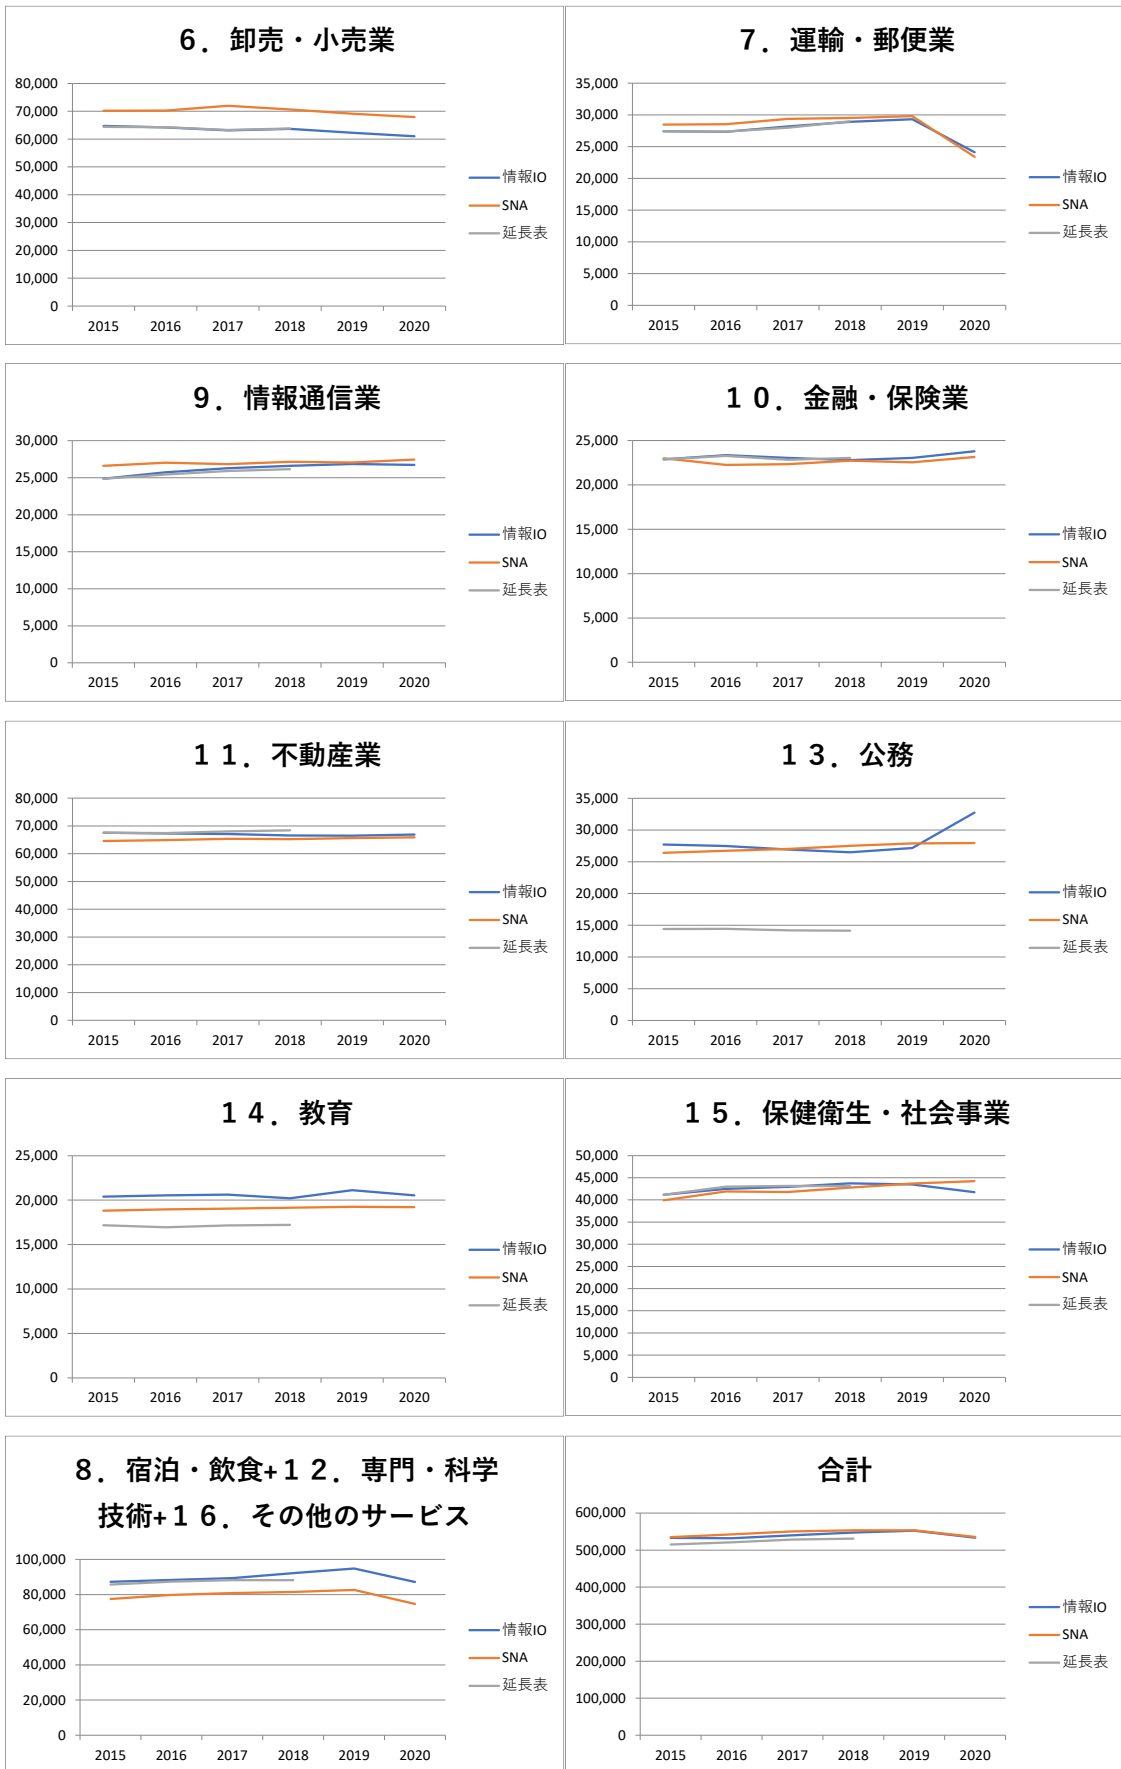 6．卸売・小売業
80,000
70,000
60,000
50,000
40,000
30,000
20,000
10,000
0
2015 2016 2017 2018 2019 2020
情報IO
SNA
延長表
7．運輸・郵便業
35,000
30,000
25,000
20,000
15,000
10,000
5,000
0
2015 2016 2017 2018 2019 2020
情報IO
SNA
延長表
9．情報通信業
30,000
25,000
20,000
15,000
10,000
5,000
0
2015 2016 2017 2018 2019 2020
情報IO
SNA
延長表
10．金融・保険業
25,000
20,000
15,000
10,000
5,000
0
2015 2016 2017 2018 2019 2020
情報IO
SNA
延長表
11．不動産業
80,000
70,000
60,000
50,000
40,000
30,000
20,000
10,000
0
2015 2016 2017 2018 2019 2020
情報IO
SNA
延長表
13．公務
35,000
30,000
25,000
20,000
15,000
10,000
5,000
0
2015 2016 2017 2018 2019 2020
情報IO
SNA
延長表
14．教育
25,000
20,000
15,000
10,000
5,000
0
2015 2016 2017 2018 2019 2020
情報IO
SNA
延長表
15．保健衛生・社会事業
50,000
45,000
40,000
35,000
30,000
25,000
20,000
15,000
10,000
5,000
0
2015 2016 2017 2018 2019 2020
情報IO
SNA
延長表
8．宿泊・飲食+12．専門・科学
技術+16．その他のサービス
100,000
80,000
60,000
40,000
20,000
0
2015 2016 2017 2018 2019 2020
情報IO
SNA
延長表
合計
600,000
500,000
400,000
300,000
200,000
100,000
0
2015 2016 2017 2018 2019 2020
情報IO
SNA
延長表